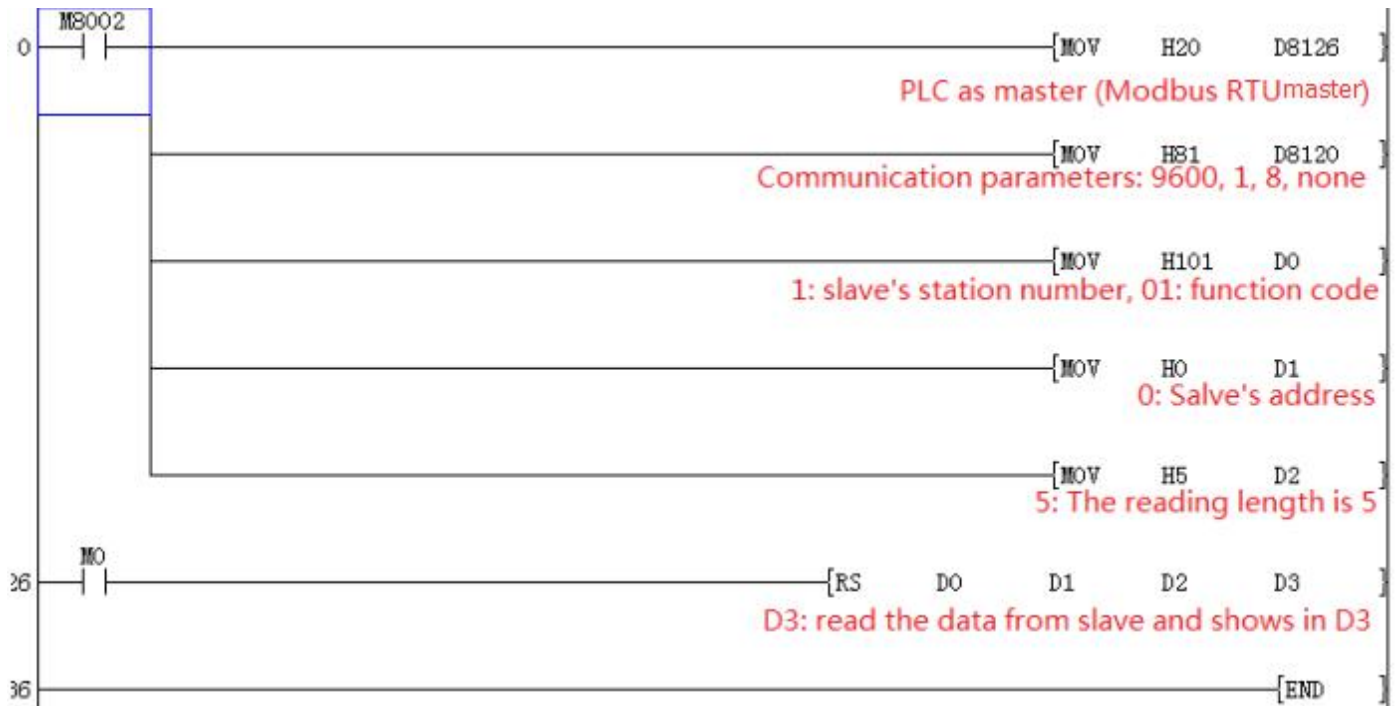 M8002
0 [MOV H20 D8126 ]
PLC as master (Modbus RTUmaster)
[MOV H81 D8120 ]
Communication parameters: 9600, 1, 8, none
[MOV H101 D0 ]
1: slave's station number, 01: function code
[MOV H0 D1 ]
0: Salve's address
[MOV H5 D2 ]
5: The reading length is 5
M0
26 [RS D0 D1 D2 D3 ]
D3: read the data from slave and shows in D3
36 [END ]